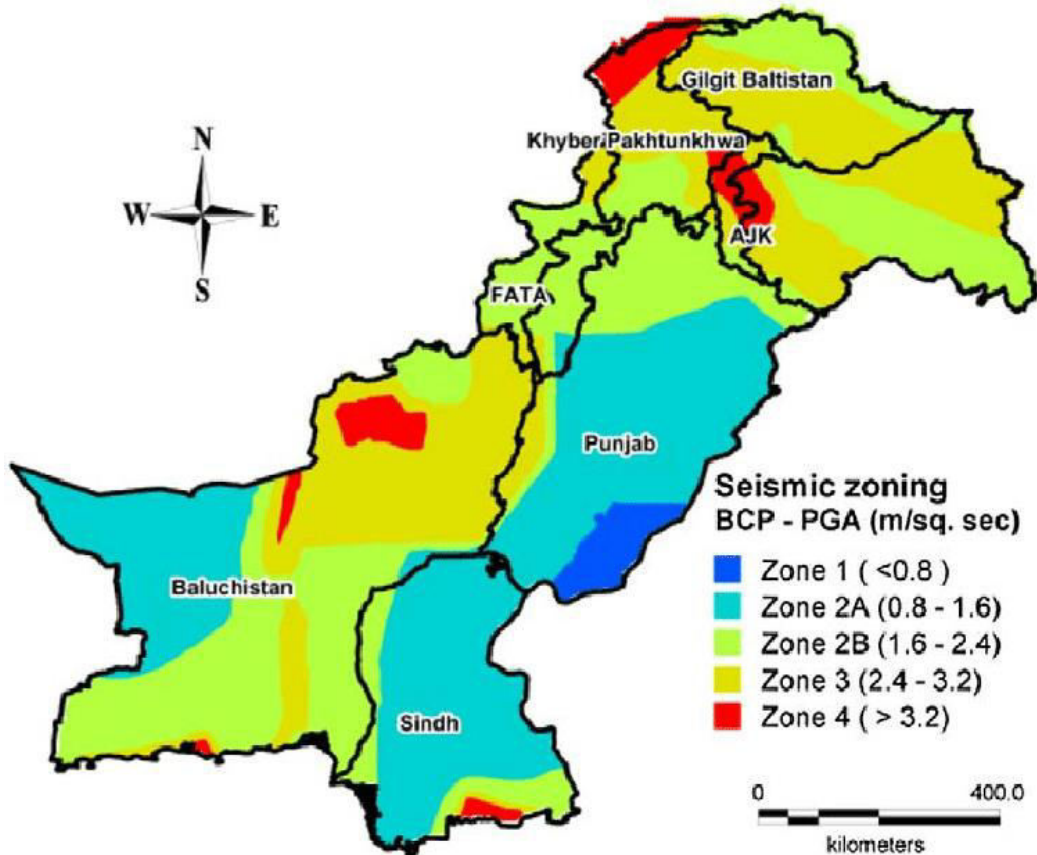 Gilgit Baltistan
Khyber Pakhtunkhwa
N
W
E
S
AJK
FATA
Punjab
Seismic zoning
BCP - PGA (m/sq. sec)
Zone 1 ( <0.8 )
Zone 2A (0.8 - 1.6)
Zone 2B (1.6 - 2.4)
Zone 3 (2.4 - 3.2)
Zone 4 ( > 3.2)
Baluchistan
Sindh
0 400.0
kilometers